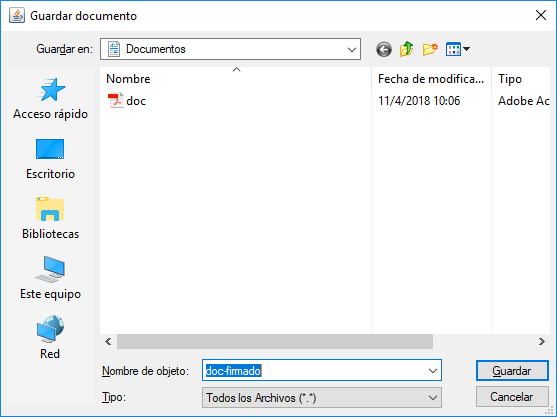 Guardar documento
Guardar en: Documentos
Nombre Fecha de modifica... Tipo
doc 11/4/2018 10:06 Adobe Ac
Acceso rápido
Escritorio
Bibliotecas
Este equipo
Red
Nombre de objeto: doc-firmado Guardar
Tipo: Todos los Archivos (*.*) Cancelar